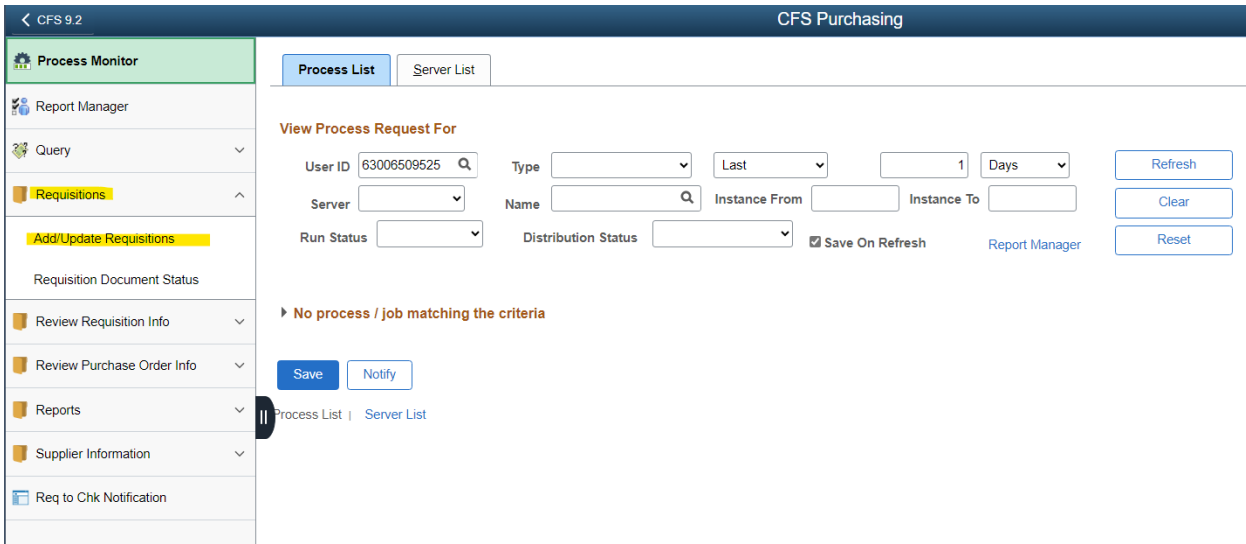 CFS 9.2
CFS Purchasing
Process Monitor
Report Manager
Query
Requisitions
Add/Update Requisitions
Requisition Document Status
Review Requisition Info
Review Purchase Order Info
Reports
Supplier Information
Req to Chk Notification
Process List Server List
View Process Request For
User ID 63006509525 Type Last 1 Days Refresh
Server Name Instance From Instance To Clear
Run Status Distribution Status Save On Refresh Report Manager Reset
No process / job matching the criteria
Save Notify
Process List | Server List